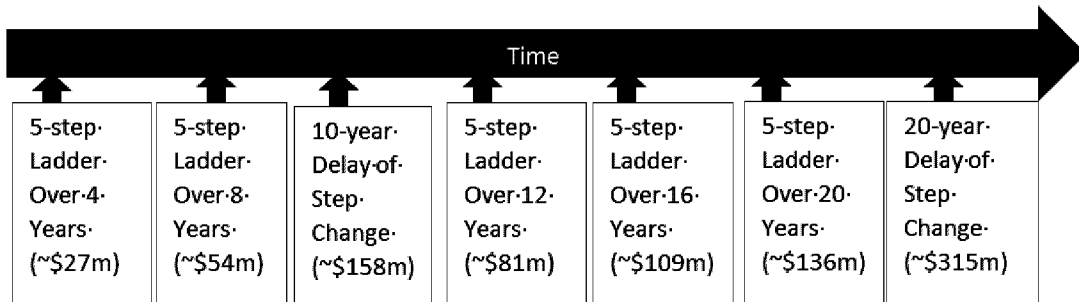 Time
5-step·
Ladder·
Over·4·
Years·
(~$27m)
5-step·
Ladder·
Over·8·
Years·
(~$54m)
10-year·
Delay·of·
Step·
Change·
(~$158m)
5-step·
Ladder·
Over·12·
Years·
(~$81m)
5-step·
Ladder·
Over·16·
Years·
(~$109m)
5-step·
Ladder·
Over·20·
Years·
(~$136m)
20-year·
Delay·of·
Step·
Change·
(~$315m)